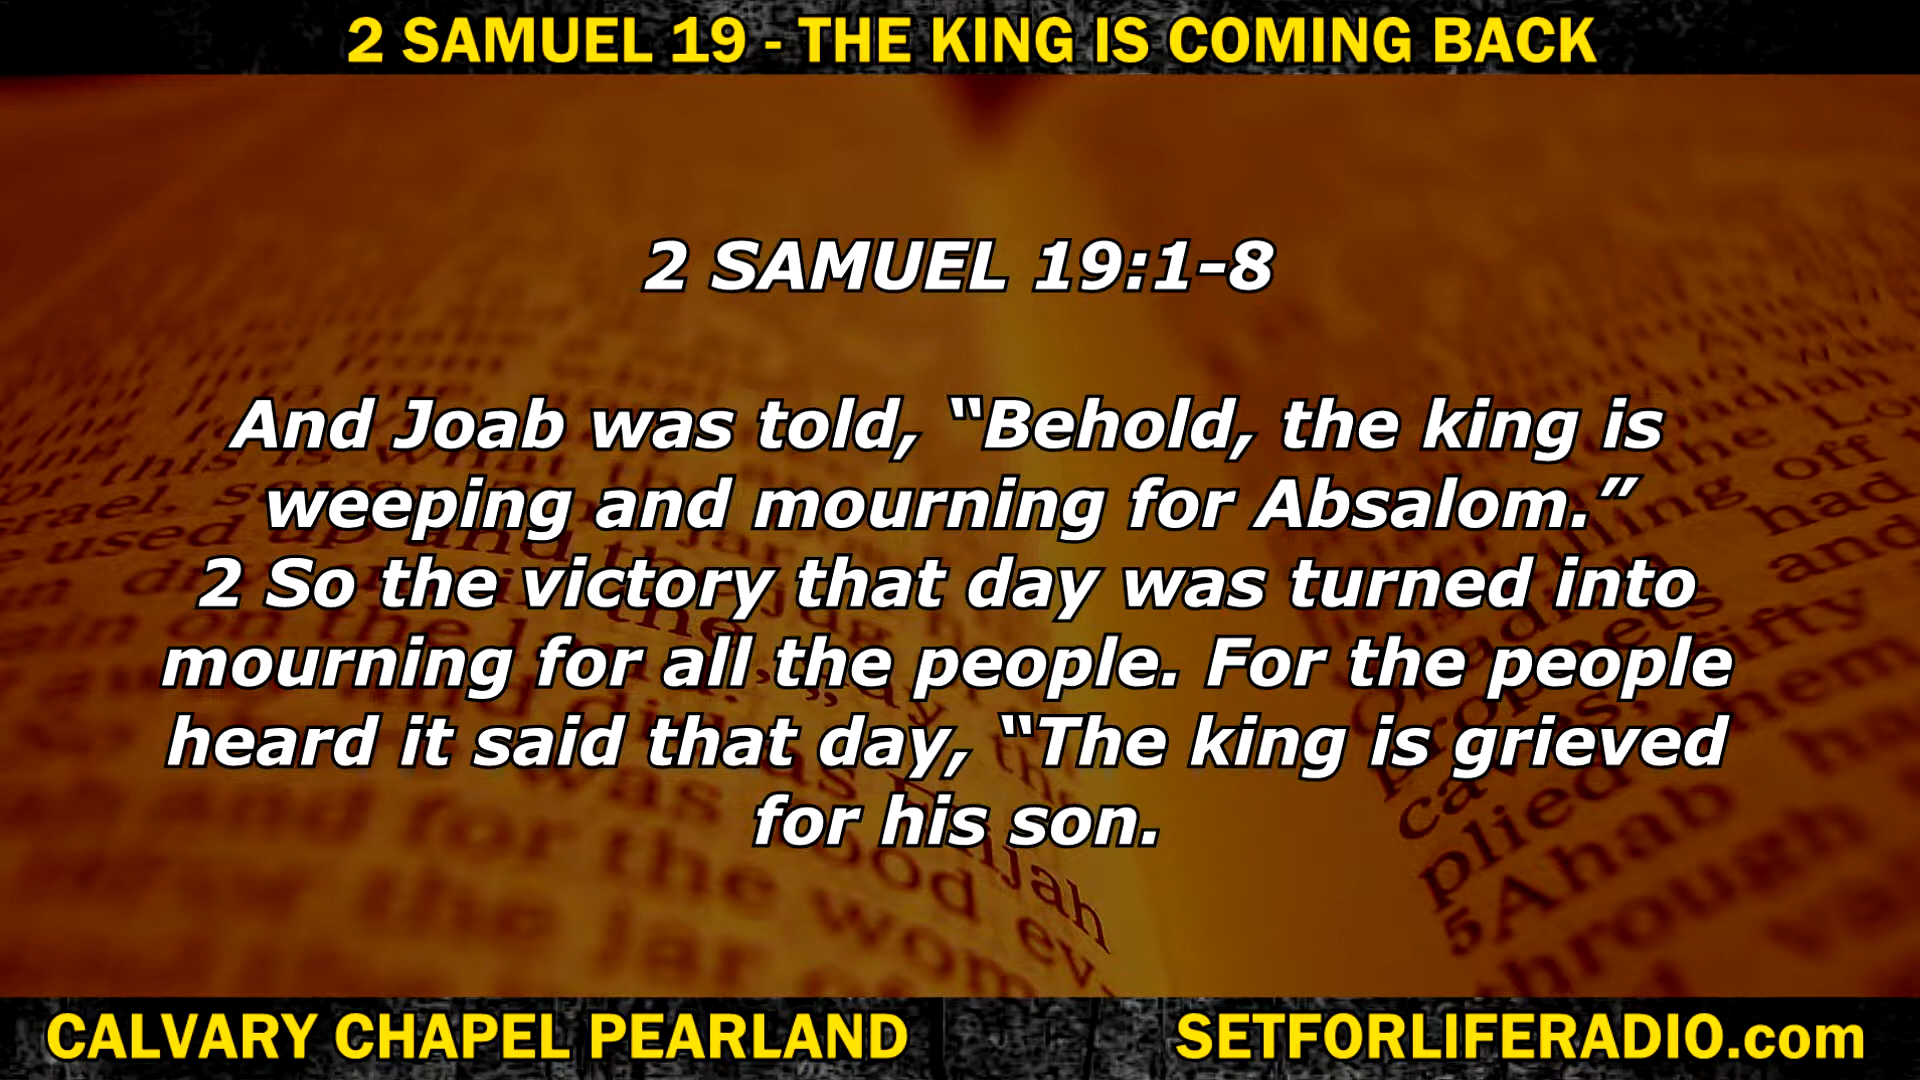 2 SAMUEL 19 - THE KING IS COMING BACK
2 SAMUEL 19:1-8
And Joab was told, “Behold, the king is
weeping and mourning for Absalom.”
2 So the victory that day was turned into
mourning for all the people. For the people
heard it said that day, “The king is grieved
for his son.
CALVARY CHAPEL PEARLAND
SETFORLIFERADIO.com